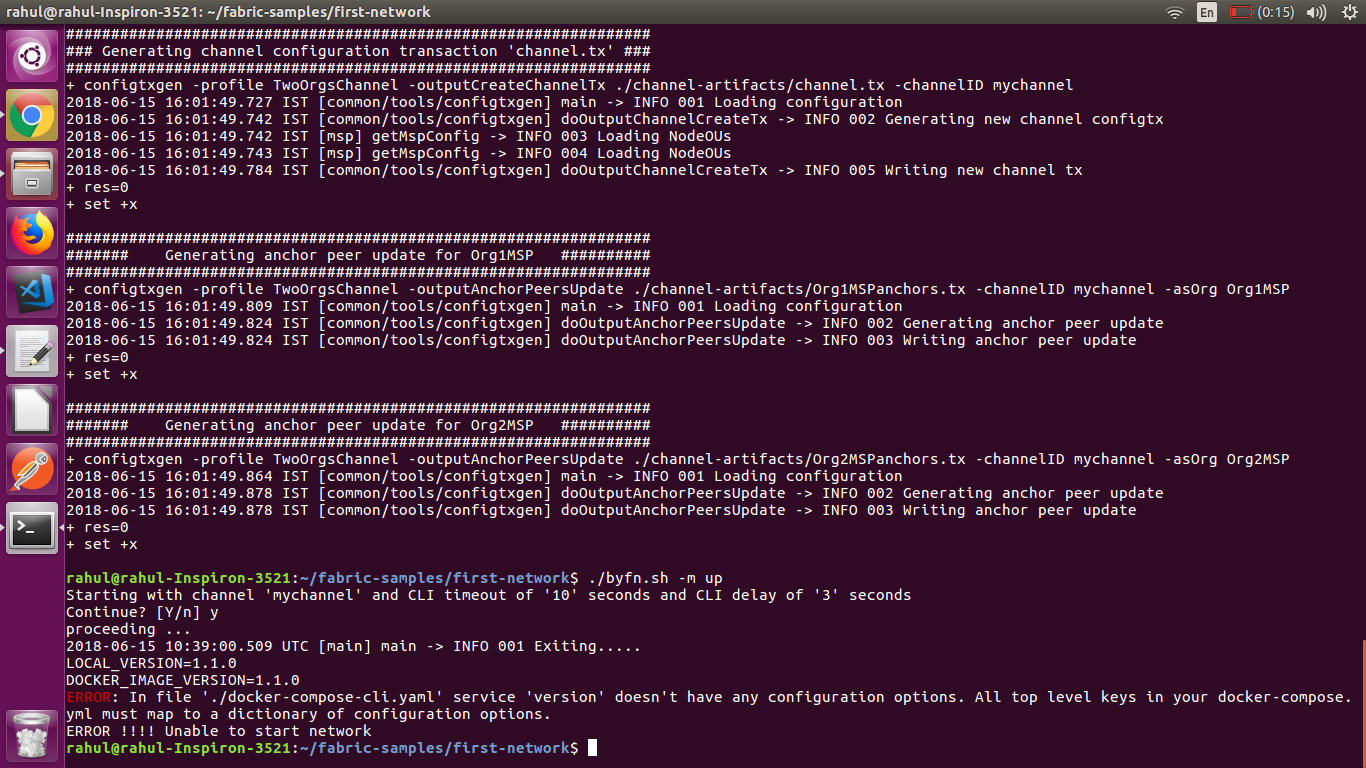 rahul@rahul-Inspiron-3521: ~/fabric-samples/first-network
En
(0:15)
#################################################################
### Generating channel configuration transaction 'channel.tx' ###
#################################################################
+ configtxgen -profile TwoOrgsChannel -outputCreateChannelTx ./channel-artifacts/channel.tx -channelID mychannel
2018-06-15 16:01:49.727 IST [common/tools/configtxgen] main -> INFO 001 Loading configuration
2018-06-15 16:01:49.742 IST [common/tools/configtxgen] doOutputChannelCreateTx -> INFO 002 Generating new channel configtx
2018-06-15 16:01:49.742 IST [msp] getMspConfig -> INFO 003 Loading NodeOUs
2018-06-15 16:01:49.743 IST [msp] getMspConfig -> INFO 004 Loading NodeOUs
2018-06-15 16:01:49.784 IST [common/tools/configtxgen] doOutputChannelCreateTx -> INFO 005 Writing new channel tx
+ res=0
+ set +x

#################################################################
#######    Generating anchor peer update for Org1MSP   ##########
#################################################################
+ configtxgen -profile TwoOrgsChannel -outputAnchorPeersUpdate ./channel-artifacts/Org1MSPanchors.tx -channelID mychannel -asOrg Org1MSP
2018-06-15 16:01:49.809 IST [common/tools/configtxgen] main -> INFO 001 Loading configuration
2018-06-15 16:01:49.824 IST [common/tools/configtxgen] doOutputAnchorPeersUpdate -> INFO 002 Generating anchor peer update
2018-06-15 16:01:49.824 IST [common/tools/configtxgen] doOutputAnchorPeersUpdate -> INFO 003 Writing anchor peer update
+ res=0
+ set +x

#################################################################
#######    Generating anchor peer update for Org2MSP   ##########
#################################################################
+ configtxgen -profile TwoOrgsChannel -outputAnchorPeersUpdate ./channel-artifacts/Org2MSPanchors.tx -channelID mychannel -asOrg Org2MSP
2018-06-15 16:01:49.864 IST [common/tools/configtxgen] main -> INFO 001 Loading configuration
2018-06-15 16:01:49.878 IST [common/tools/configtxgen] doOutputAnchorPeersUpdate -> INFO 002 Generating anchor peer update
2018-06-15 16:01:49.878 IST [common/tools/configtxgen] doOutputAnchorPeersUpdate -> INFO 003 Writing anchor peer update
+ res=0
+ set +x

rahul@rahul-Inspiron-3521:~/fabric-samples/first-network$ ./byfn.sh -m up
Starting with channel 'mychannel' and CLI timeout of '10' seconds and CLI delay of '3' seconds
Continue? [Y/n] y
proceeding ...
2018-06-15 10:39:00.509 UTC [main] main -> INFO 001 Exiting.....
LOCAL_VERSION=1.1.0
DOCKER_IMAGE_VERSION=1.1.0
ERROR: In file './docker-compose-cli.yaml' service 'version' doesn't have any configuration options. All top level keys in your docker-compose.
yml must map to a dictionary of configuration options.
ERROR !!!! Unable to start network
rahul@rahul-Inspiron-3521:~/fabric-samples/first-network$